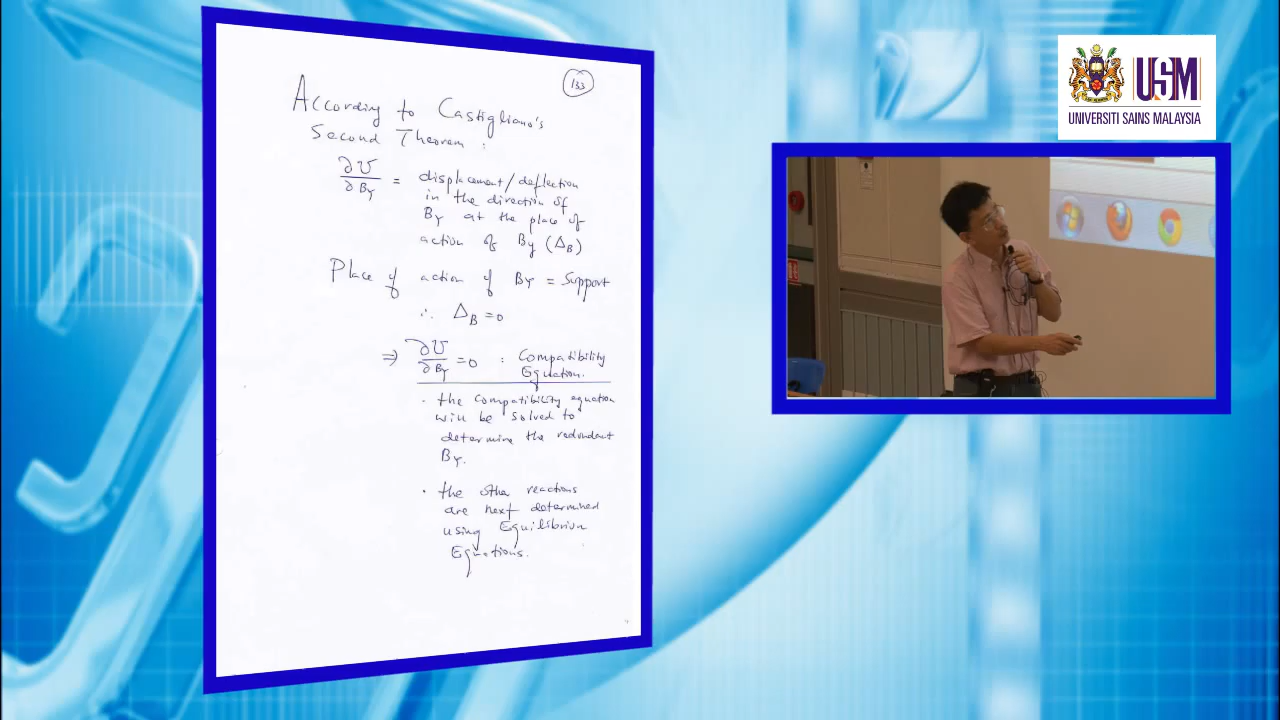 133
According to Castigliano's
Second Theorem :
∂U/∂By = displacement/deflection
in the direction of
By at the place of
action of By (ΔB)
Place of action of By = Support
∴ ΔB = 0
⇒ ∂U/∂By = 0 : Compatibility
Equation.
· the compatibility equation
will be solved to
determine the redundant
By.
· the other reactions
are next determined
using Equilibrium
Equations.
USM
UNIVERSITI SAINS MALAYSIA